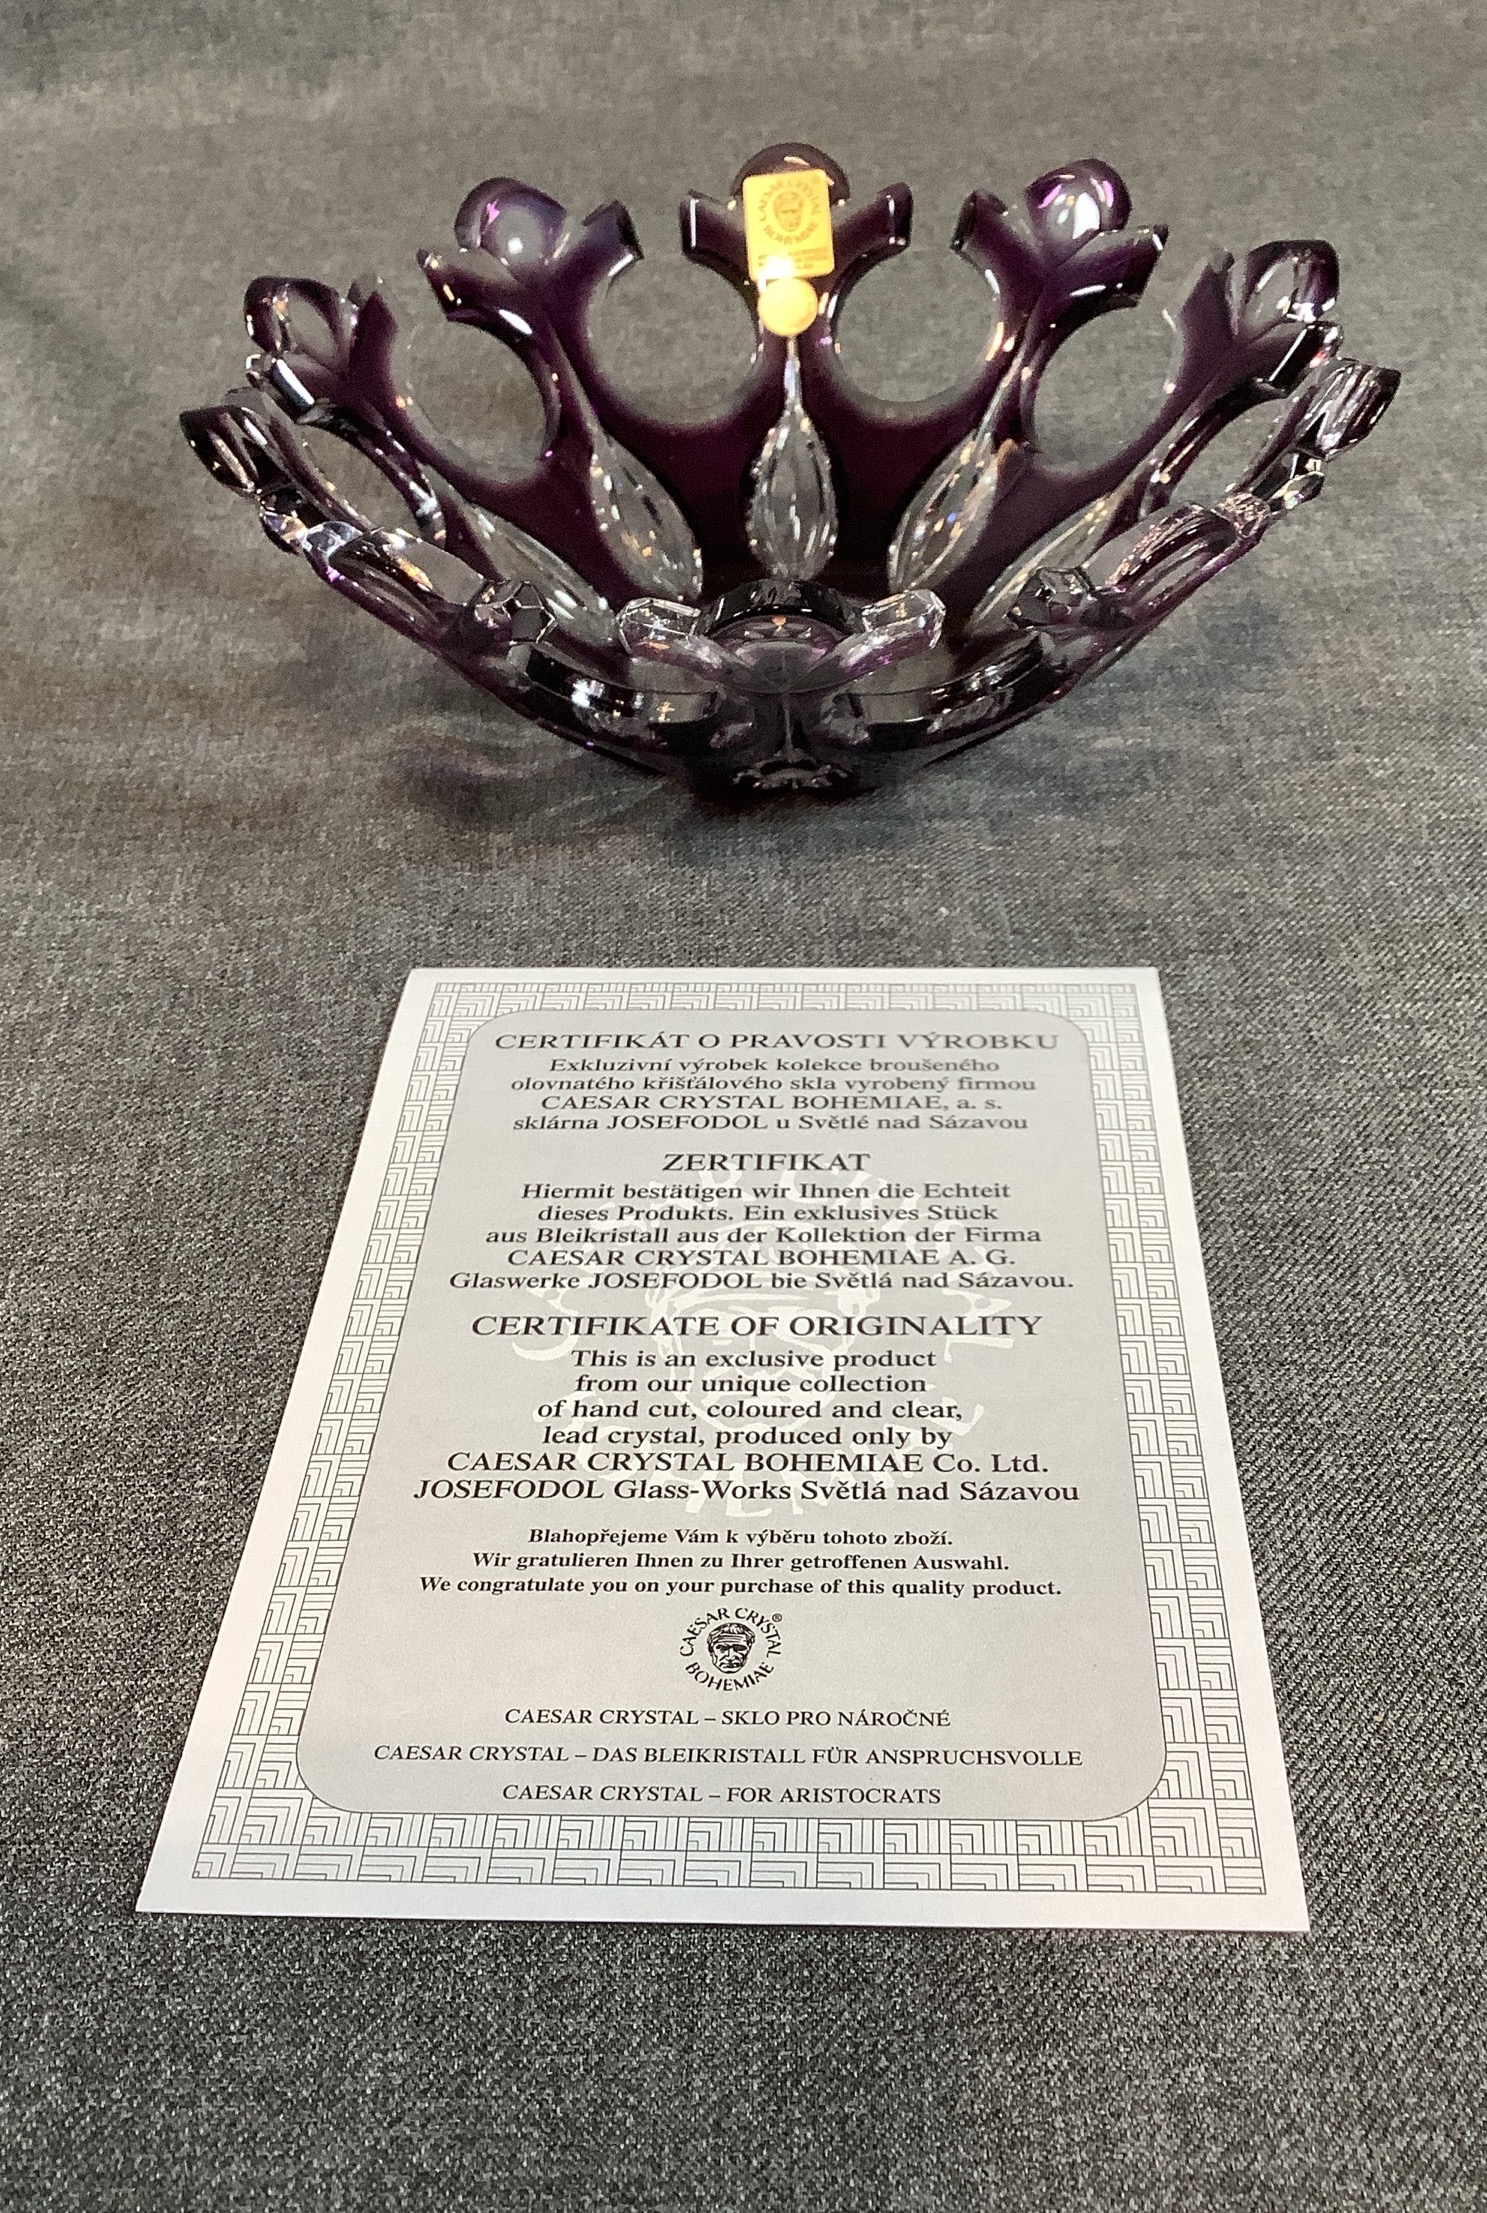 CAESAR CRYSTAL
BOHEMIAE
CERTIFIKÁT O PRAVOSTI VÝROBKU
Exkluzivní výrobek kolekce broušeného
olovnatého křišťálového skla vyrobený firmou
CAESAR CRYSTAL BOHEMIAE, a. s.
sklárna JOSEFODOL u Světlé nad Sázavou
ZERTIFIKAT
Hiermit bestätigen wir Ihnen die Echteit
dieses Produkts. Ein exklusives Stück
aus Bleikristall aus der Kollektion der Firma
CAESAR CRYSTAL BOHEMIAE A. G.
Glaswerke JOSEFODOL bie Světlá nad Sázavou.
CERTIFIKATE OF ORIGINALITY
This is an exclusive product
from our unique collection
of hand cut, coloured and clear,
lead crystal, produced only by
CAESAR CRYSTAL BOHEMIAE Co. Ltd.
JOSEFODOL Glass-Works Světlá nad Sázavou
Blahopřejeme Vám k výběru tohoto zboží.
Wir gratulieren Ihnen zu Ihrer getroffenen Auswahl.
We congratulate you on your purchase of this quality product.
CAESAR CRYSTAL®
BOHEMIAE
CAESAR CRYSTAL – SKLO PRO NÁROČNÉ
CAESAR CRYSTAL – DAS BLEIKRISTALL FÜR ANSPRUCHSVOLLE
CAESAR CRYSTAL – FOR ARISTOCRATS